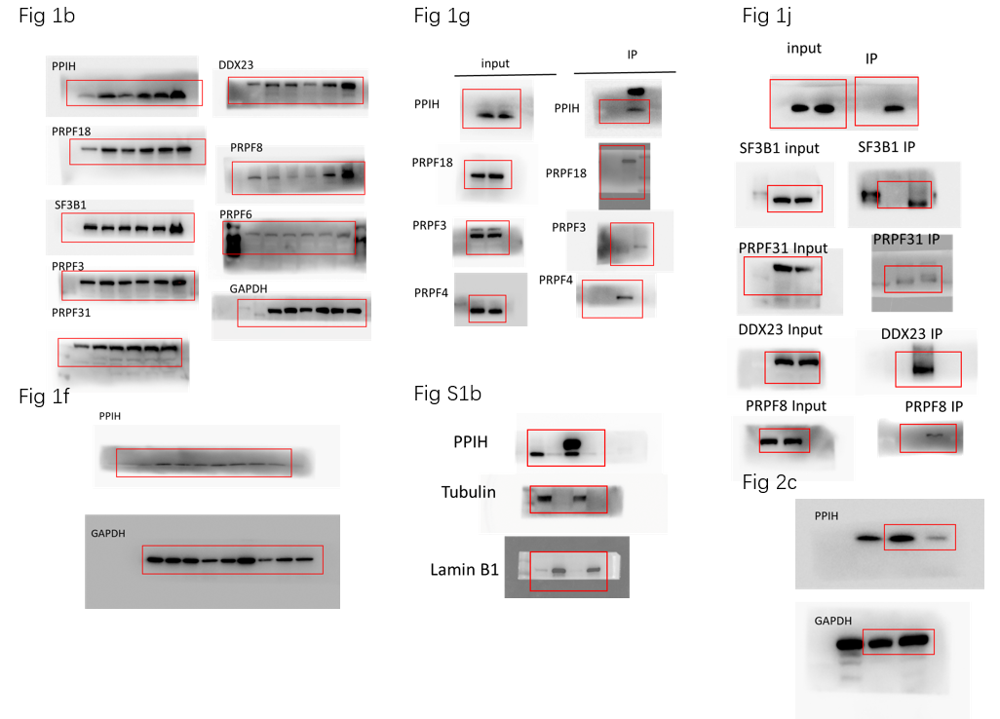 Fig 1b
PPIH
DDX23
PRPF18
PRPF8
SF3B1
PRPF6
PRPF3
GAPDH
PRPF31
Fig 1f
PPIH
GAPDH
Fig 1g
input
IP
PPIH
PPIH
PRPF18
PRPF18
PRPF3
PRPF3
PRPF4
PRPF4
Fig S1b
PPIH
Tubulin
Lamin B1
Fig 1j
input
IP
SF3B1 input
SF3B1 IP
PRPF31 Input
PRPF31 IP
DDX23 Input
DDX23 IP
PRPF8 Input
PRPF8 IP
Fig 2c
PPIH
GAPDH